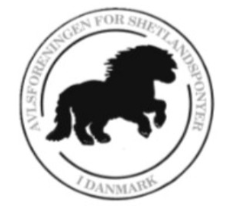 AVLSFORENINGEN FOR SHETLANDSPONYER
I DANMARK